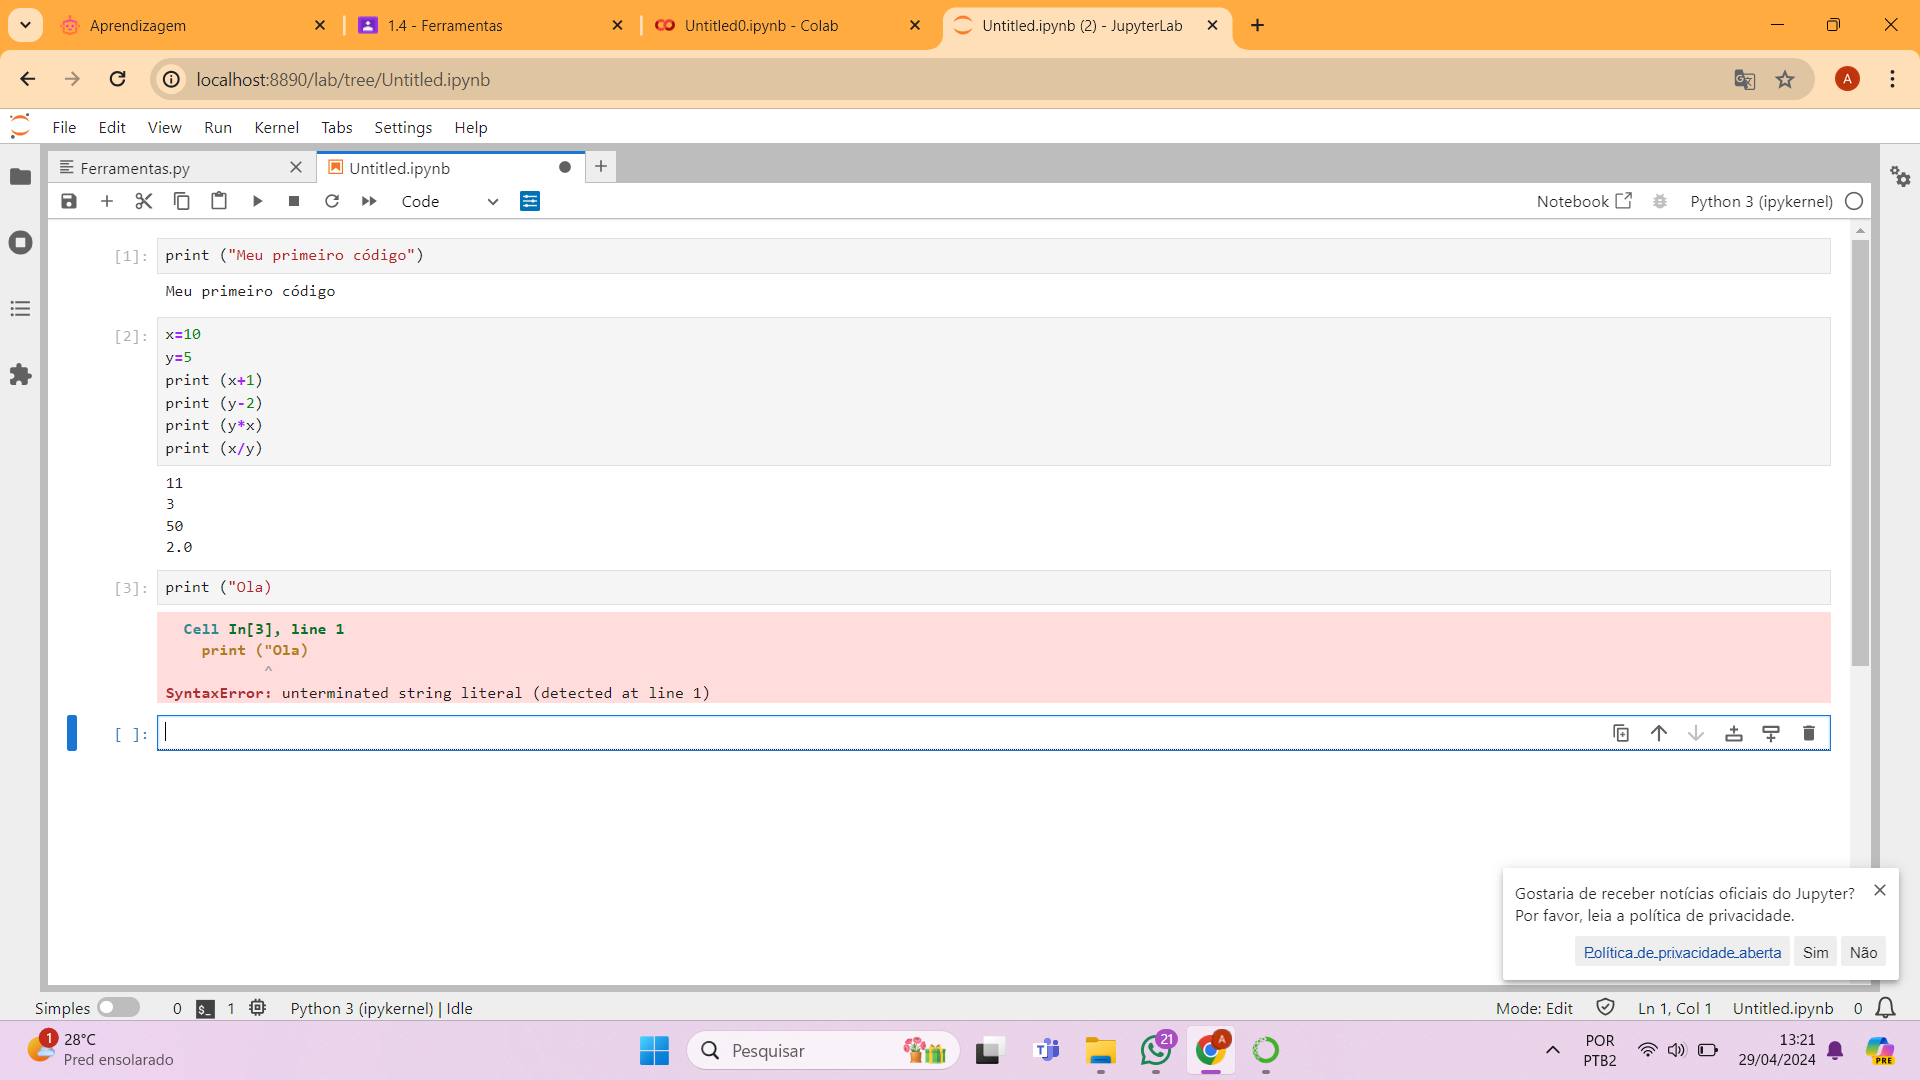 Aprendizagem
1.4 - Ferramentas
Untitled0.ipynb - Colab
Untitled.ipynb (2) - JupyterLab
localhost:8890/lab/tree/Untitled.ipynb
A
File Edit View Run Kernel Tabs Settings Help
Ferramentas.py
Untitled.ipynb
Code
Notebook
Python 3 (ipykernel)
[1]: print ("Meu primeiro código")
Meu primeiro código
[2]: x=10
y=5
print (x+1)
print (y-2)
print (y*x)
print (x/y)
11
3
50
2.0
[3]: print ("Ola)
Cell In[3], line 1
print ("Ola)
^
SyntaxError: unterminated string literal (detected at line 1)
[ ]:
Gostaria de receber notícias oficiais do Jupyter?
Por favor, leia a política de privacidade.
Política de privacidade aberta Sim Não
Simples 0 $_ 1 Python 3 (ipykernel) | Idle
Mode: Edit Ln 1, Col 1 Untitled.ipynb 0
1
28°C
Pred ensolarado
Pesquisar
21
A
POR
PTB2
13:21
29/04/2024
PRE